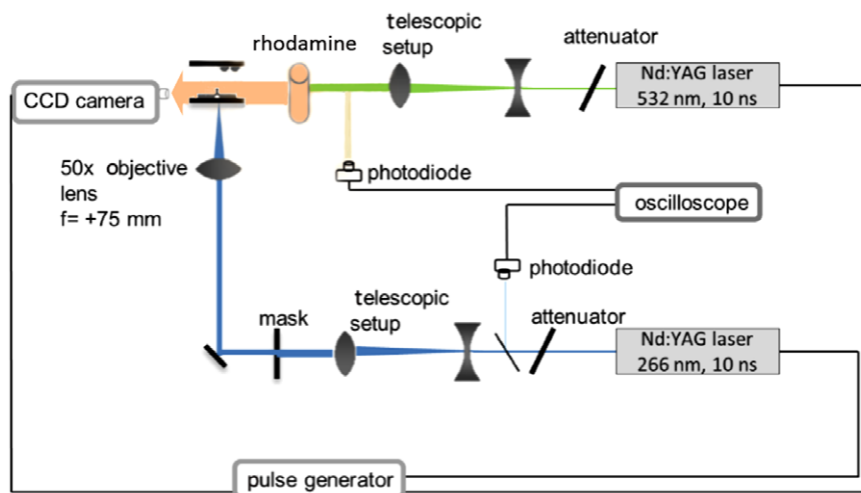 telescopic
setup
rhodamine
attenuator
Nd:YAG laser
532 nm, 10 ns
CCD camera
50x objective
lens
f= +75 mm
photodiode
oscilloscope
photodiode
telescopic
setup
mask
attenuator
Nd:YAG laser
266 nm, 10 ns
pulse generator